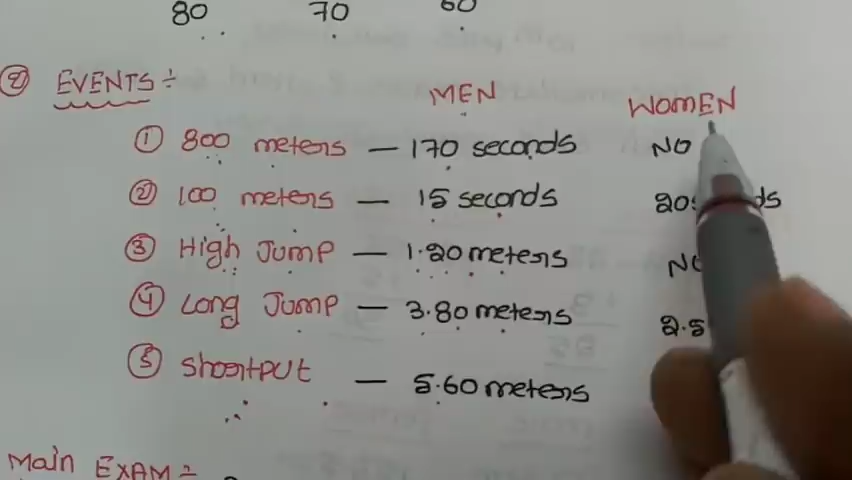 80 70 60
② EVENTS÷ MEN WOMEN
① 800 meters — 170 seconds NO
② 100 meters — 15 seconds
③ High Jump — 1.20 meters
④ Long Jump — 3.80 meters
⑤ Shootput — 5.60 meters
Main EXAM÷